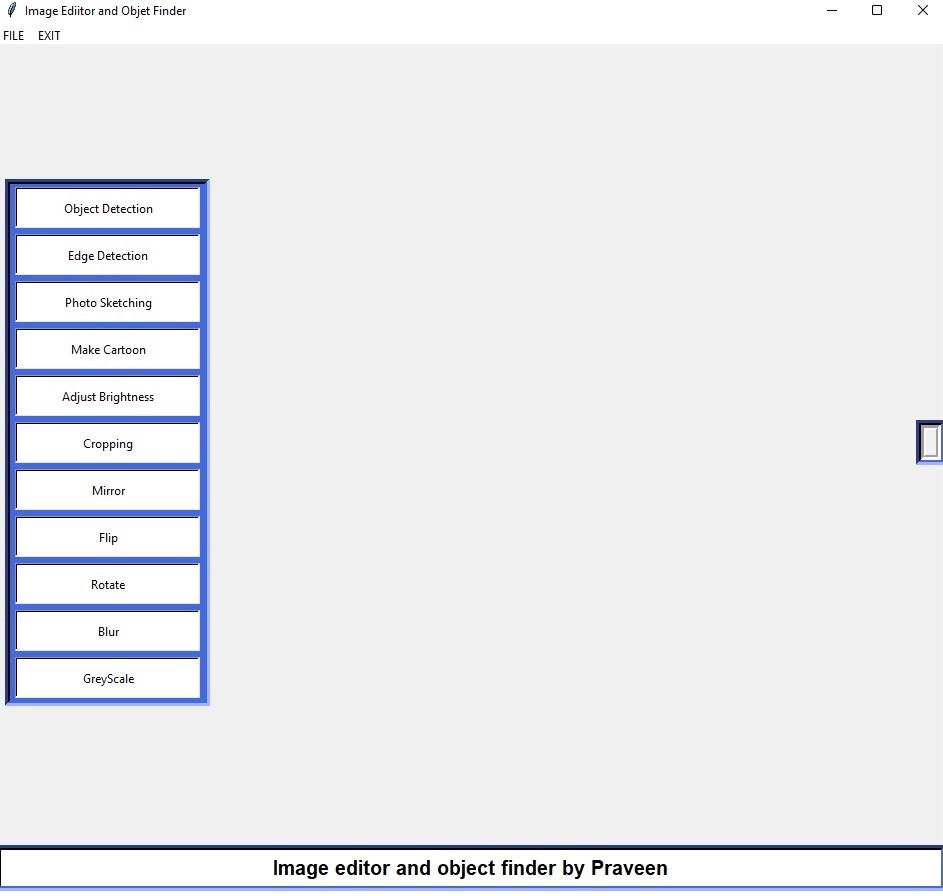 Image Ediitor and Objet Finder
FILE EXIT
Object Detection
Edge Detection
Photo Sketching
Make Cartoon
Adjust Brightness
Cropping
Mirror
Flip
Rotate
Blur
GreyScale
Image editor and object finder by Praveen